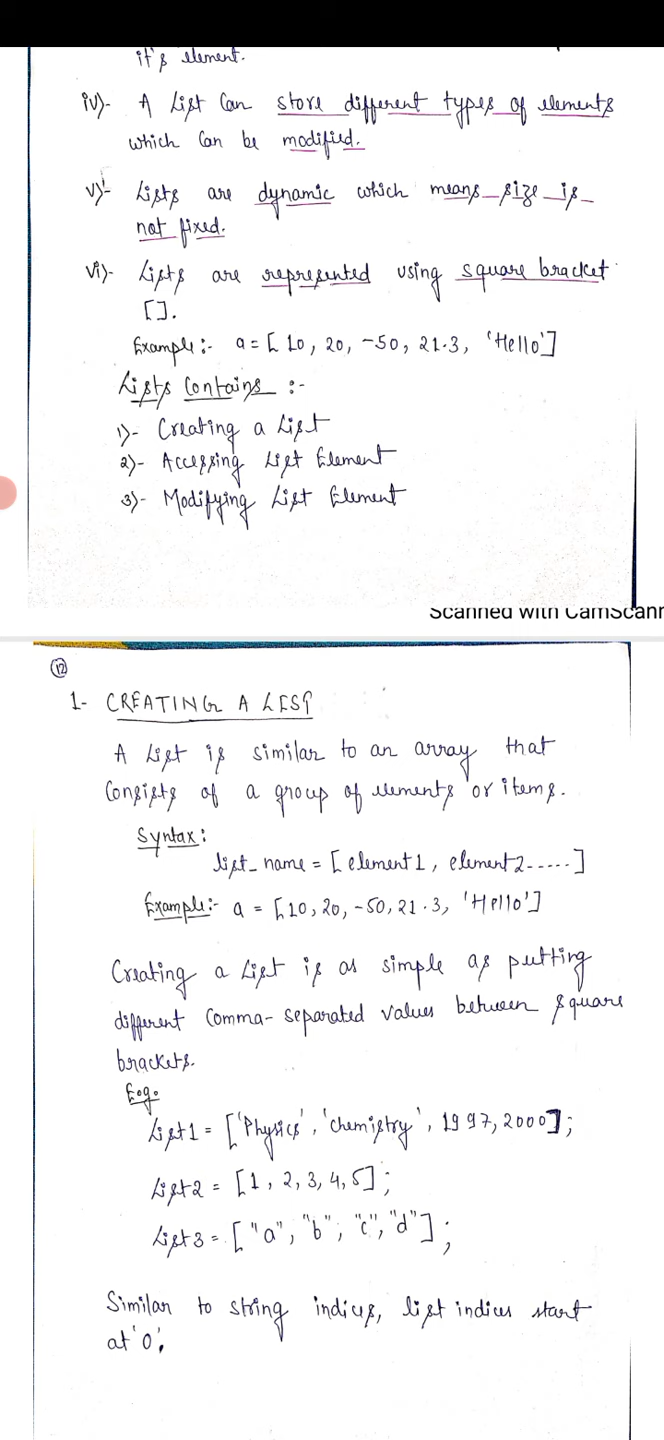 it's element.
iv)- A List Can store different types of elements
which Can be modified.
v)- Lists are dynamic which means size is
not fixed.
vi)- Lists are represented using square bracket
[].
Example:- a = [10, 20, -50, 21.3, 'Hello']
Lists Contains :-
1)- Creating a List
2)- Accessing List Element
3)- Modifying List Element
Scanned with CamScann
12
1- CREATING A LIST
A List is similar to an array that
Consists of a group of elements or items.
Syntax:
list_name = [element1, element2-----]
Example:- a = [10, 20, -50, 21.3, 'Hello']
Creating a List is as simple as putting
different Comma-separated values between square
brackets.
E.g.
List1 = ['Physics', 'chemistry', 1997, 2000];
List2 = [1, 2, 3, 4, 5];
List3 = ["a", "b", "c", "d"];
Similar to string indices, list indices start
at '0'.